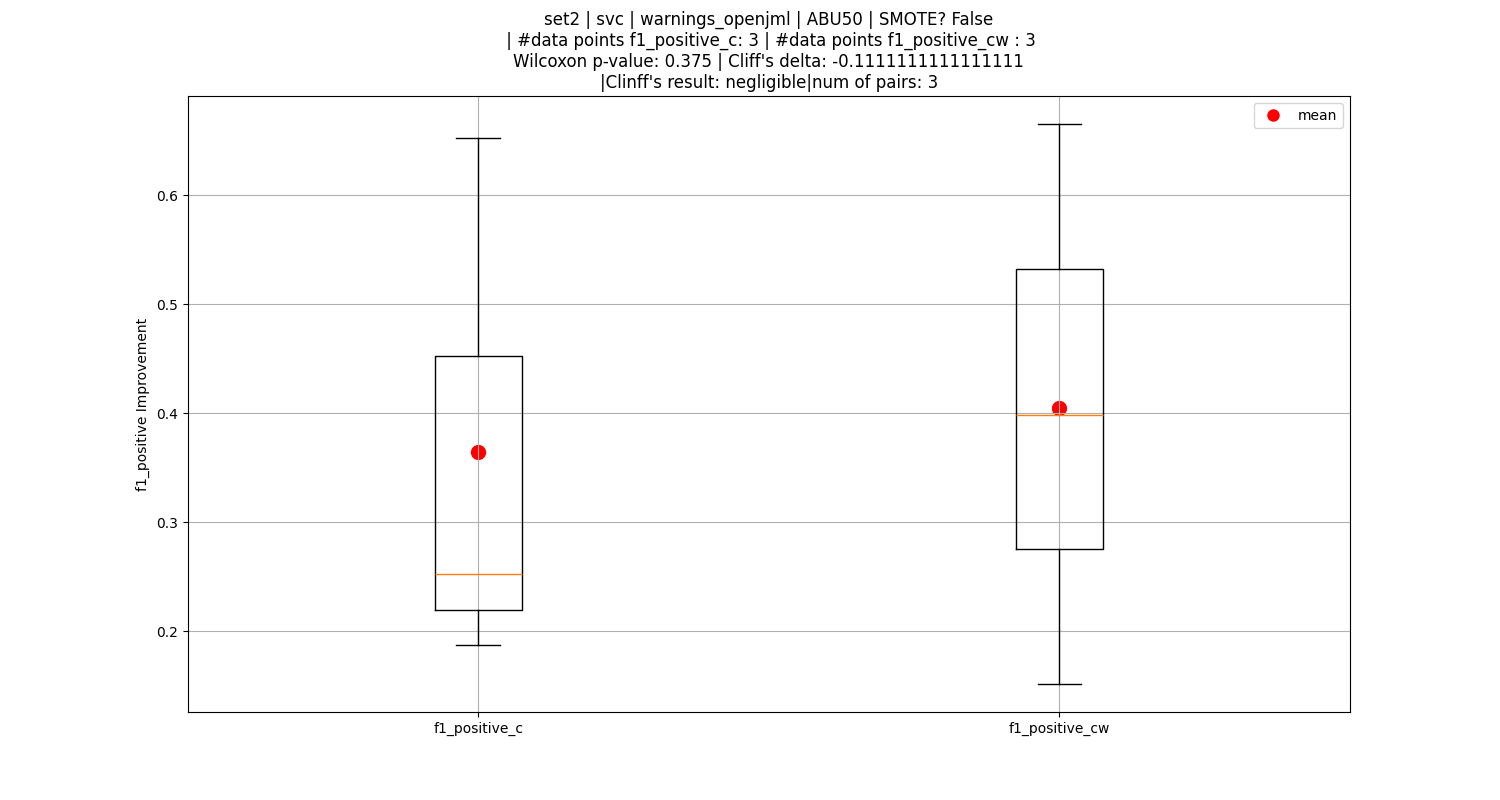 set2 | svc | warnings_openjml | ABU50 | SMOTE? False
| #data points f1_positive_c: 3 | #data points f1_positive_cw : 3
Wilcoxon p-value: 0.375 | Cliff's delta: -0.1111111111111111
|Clinff's result: negligible|num of pairs: 3
mean
0.6
0.5
0.4
0.3
0.2
f1_positive Improvement
f1_positive_c
f1_positive_cw